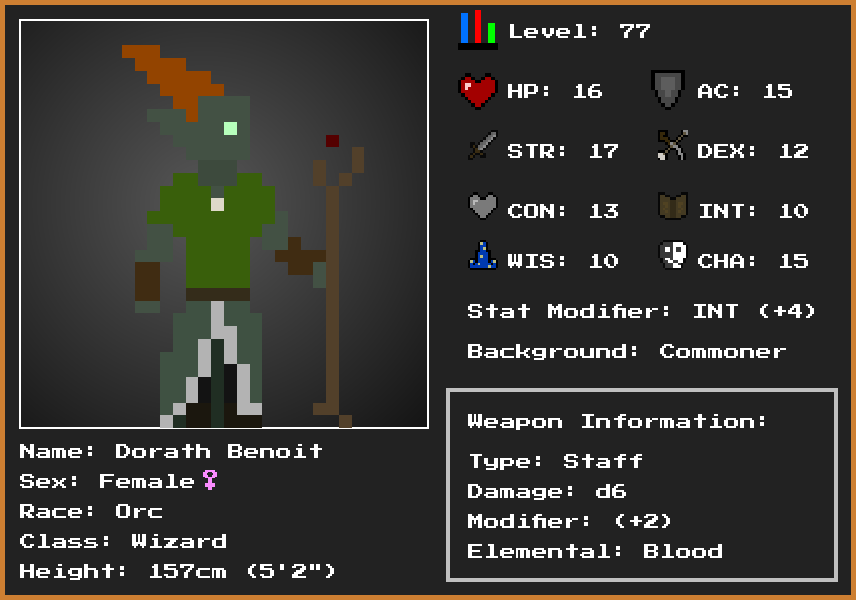 Level: 77
HP: 16 AC: 15
STR: 17 DEX: 12
CON: 13 INT: 10
WIS: 10 CHA: 15
Stat Modifier: INT (+4)
Background: Commoner
Weapon Information:
Type: Staff
Damage: d6
Modifier: (+2)
Elemental: Blood
Name: Dorath Benoit
Sex: Female♀
Race: Orc
Class: Wizard
Height: 157cm (5'2")